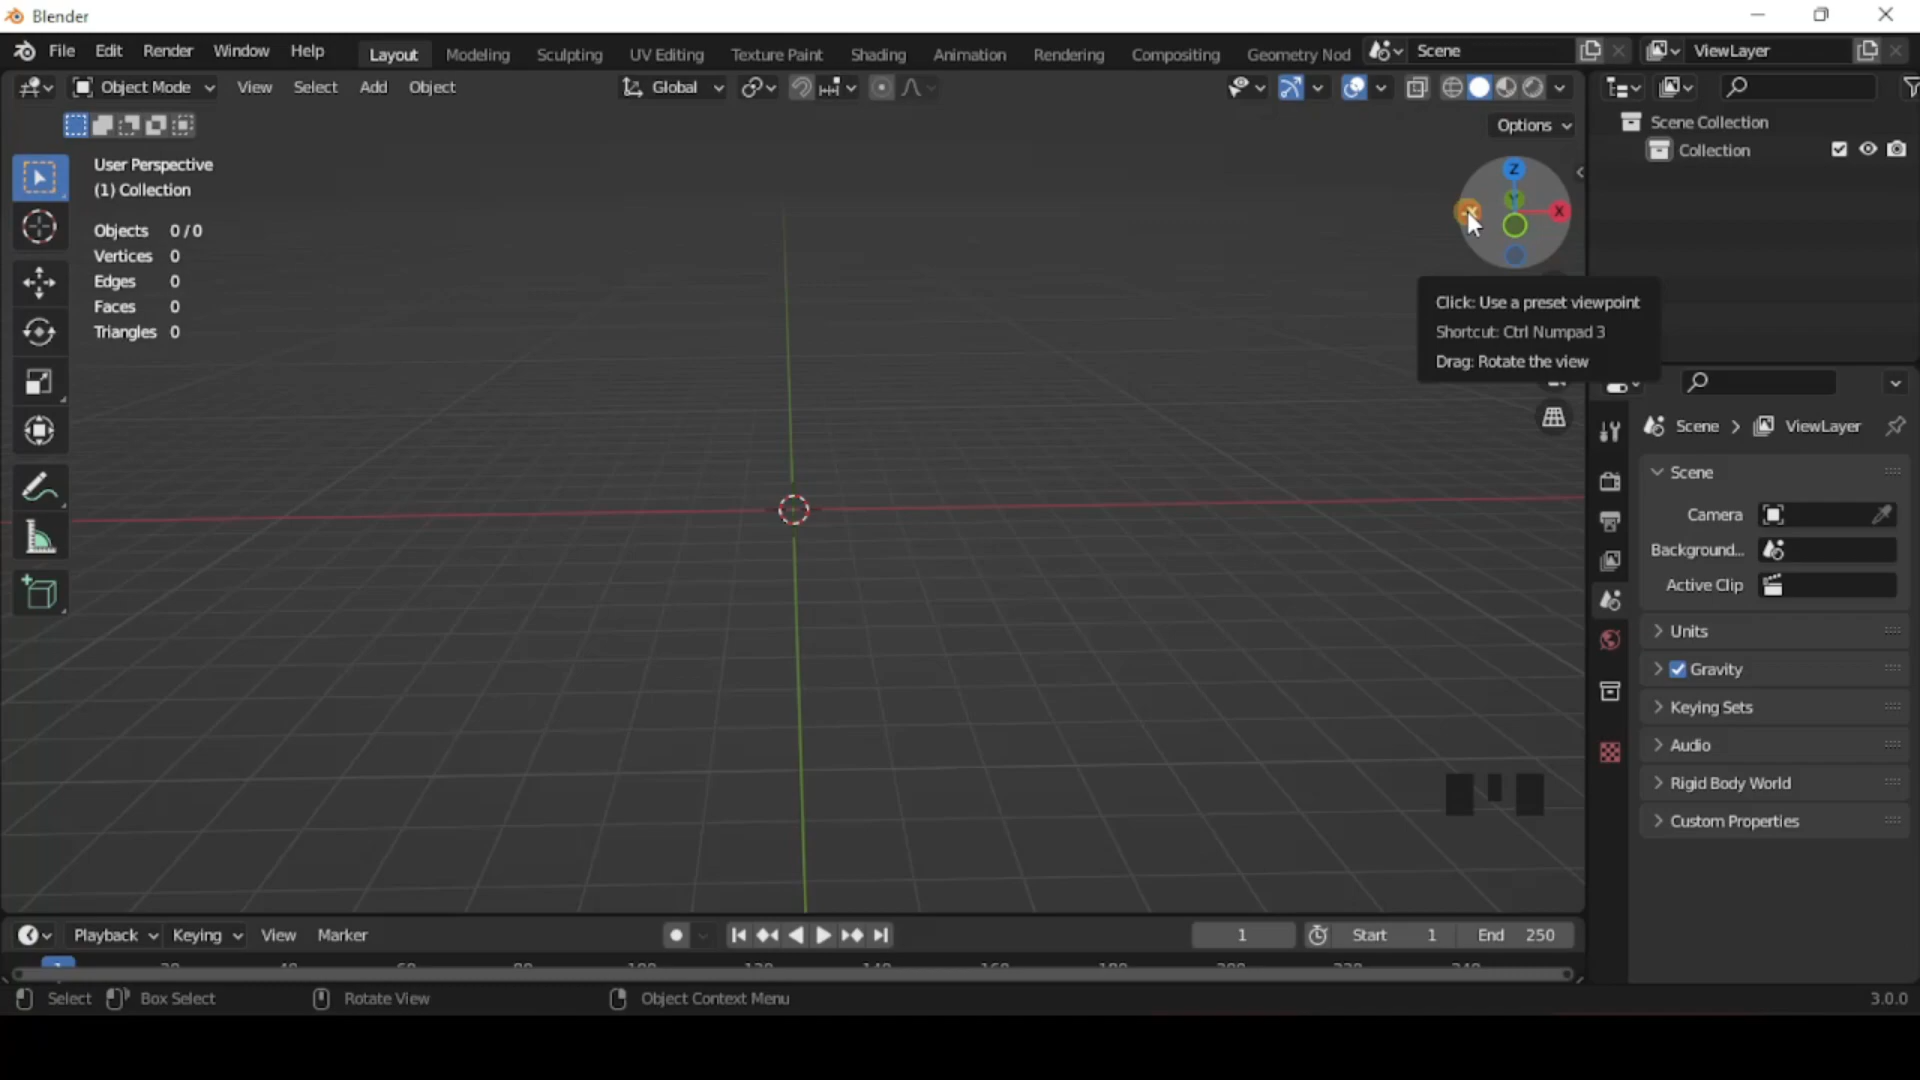 Blender
File Edit Render Window Help Layout Modeling Sculpting UV Editing Texture Paint Shading Animation Rendering Compositing Geometry Nod Scene ViewLayer
Object Mode View Select Add Object Global
Options
Scene Collection
Collection
User Perspective
(1) Collection
Objects 0/0
Vertices 0
Edges 0
Faces 0
Triangles 0
Z
Y
X
Click: Use a preset viewpoint
Shortcut: Ctrl Numpad 3
Drag: Rotate the view
Scene ViewLayer
Scene
Camera
Background...
Active Clip
Units
Gravity
Keying Sets
Audio
Rigid Body World
Custom Properties
Playback Keying View Marker 1 Start 1 End 250
1
Select Box Select Rotate View Object Context Menu 3.0.0